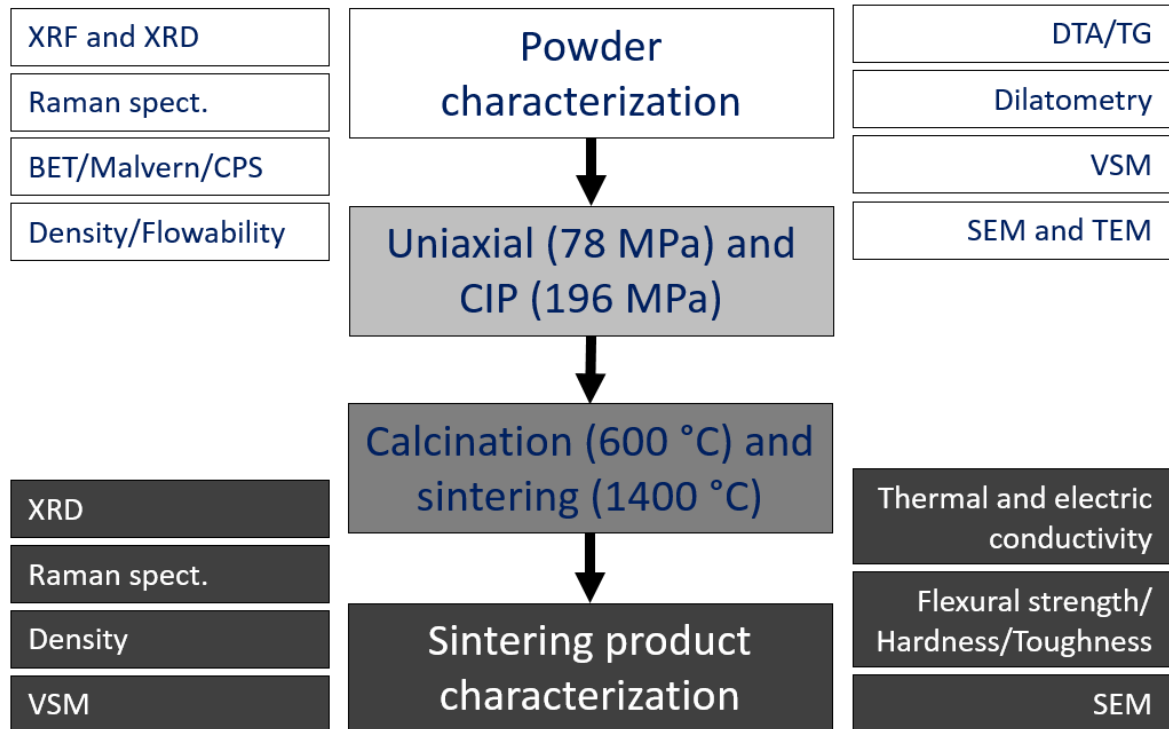 XRF and XRD
Raman spect.
BET/Malvern/CPS
Density/Flowability
Powder
characterization
DTA/TG
Dilatometry
VSM
SEM and TEM
Uniaxial (78 MPa) and
CIP (196 MPa)
Calcination (600 °C) and
sintering (1400 °C)
XRD
Raman spect.
Density
VSM
Sintering product
characterization
Thermal and electric
conductivity
Flexural strength/
Hardness/Toughness
SEM